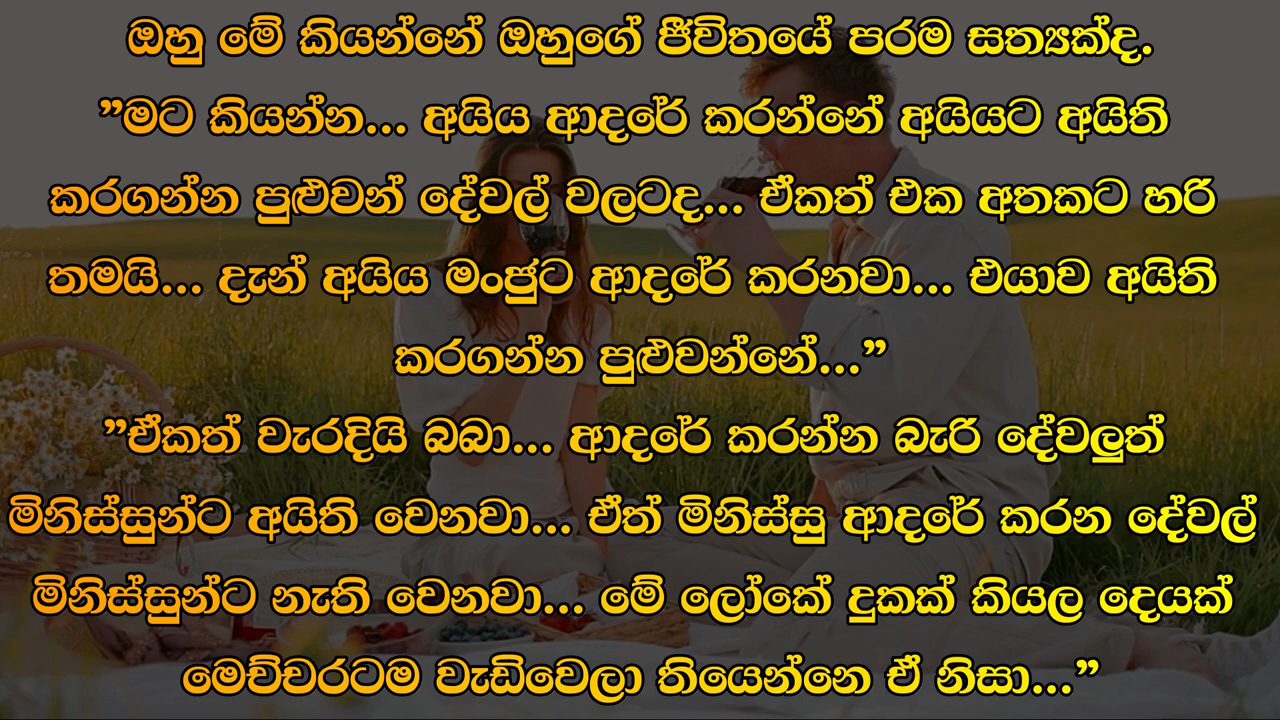 ඔහු මේ කියන්නේ ඔහුගේ ජීවිතයේ පරම සත්‍යක්ද.
”මට කියන්න... අයිය ආදරේ කරන්නේ අයියට අයිති
කරගන්න පුළුවන් දේවල් වලටද... ඒකත් එක අතකට හරි
තමයි... දැන් අයිය මංජුට ආදරේ කරනවා... එයාව අයිති
කරගන්න පුළුවන්නේ...”
”ඒකත් වැරදියි බබා... ආදරේ කරන්න බැරි දේවලුත්
මිනිස්සුන්ට අයිති වෙනවා... ඒත් මිනිස්සු ආදරේ කරන දේවල්
මිනිස්සුන්ට නැති වෙනවා... මේ ලෝකේ දුකක් කියල දෙයක්
මෙච්චරටම වැඩිවෙලා තියෙන්නෙ ඒ නිසා...”